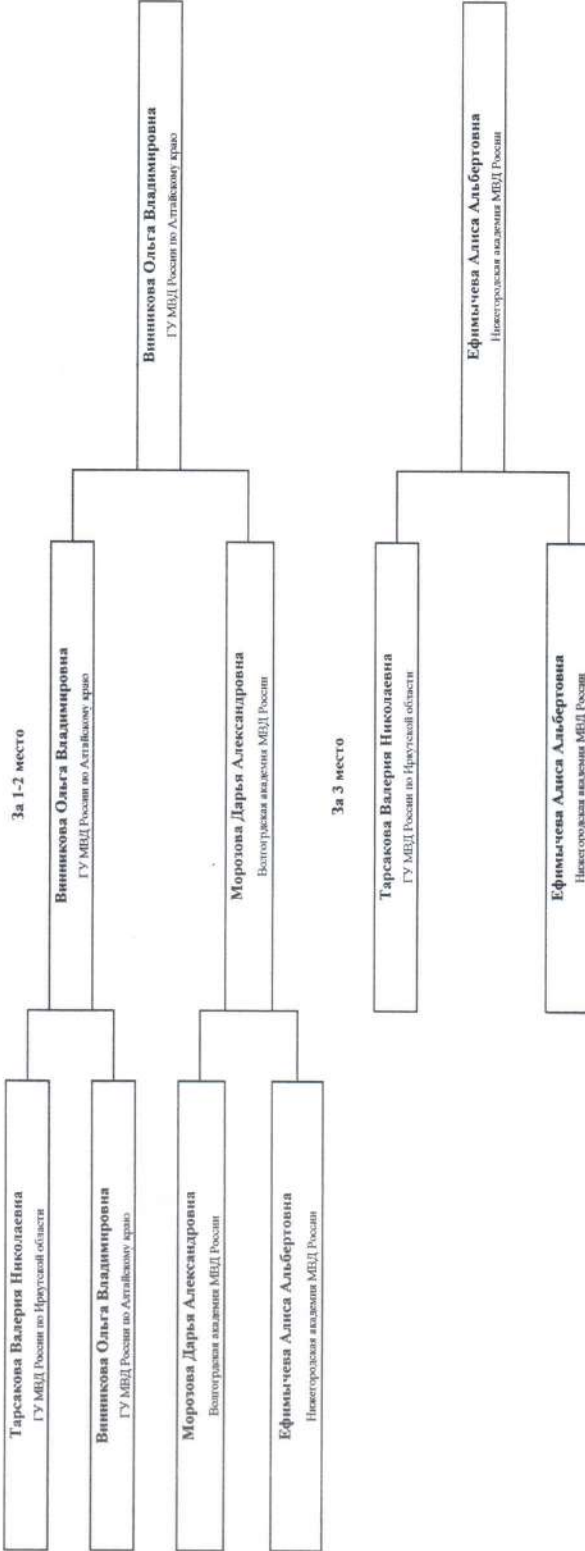 За 1-2 место
Тарсакова Валерия Николаевна
ГУ МВД России по Иркутской области
Винникова Ольга Владимировна
ГУ МВД России по Алтайскому краю
Морозова Дарья Александровна
Волгогрдская академия МВД России
Ефимычева Алиса Альбертовна
Нижегородская академия МВД России
Винникова Ольга Владимировна
ГУ МВД России по Алтайскому краю
Морозова Дарья Александровна
Волгогрдская академия МВД России
Винникова Ольга Владимировна
ГУ МВД России по Алтайскому краю
За 3 место
Тарсакова Валерия Николаевна
ГУ МВД России по Иркутской области
Ефимычева Алиса Альбертовна
Нижегородская академия МВД России
Ефимычева Алиса Альбертовна
Нижегородская академия МВД России